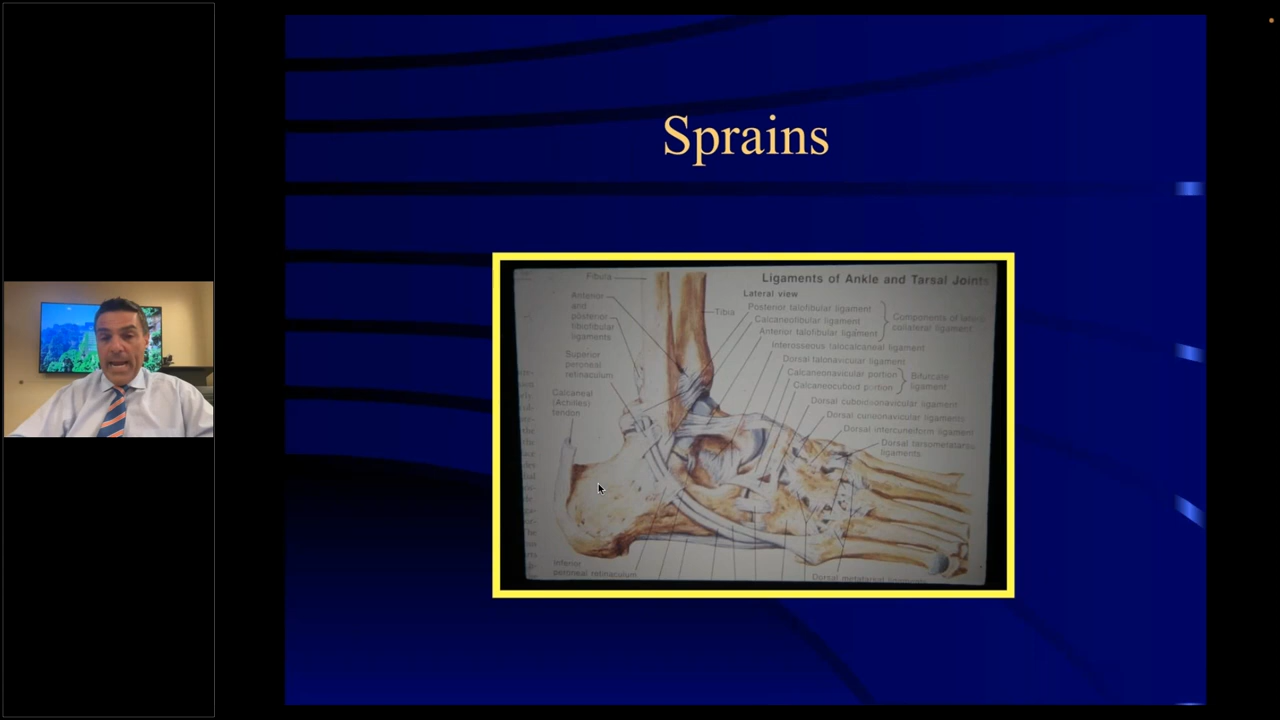 Sprains
Ligaments of Ankle and Tarsal Joints
Lateral view
Fibula
Anterior
and
posterior
tibiofibular
ligaments
Superior
peroneal
retinaculum
Calcaneal
(Achilles)
tendon
Tibia
Posterior talofibular ligament
Calcaneofibular ligament
Anterior talofibular ligament
Components of lateral
collateral ligament
Interosseous talocalcaneal ligament
Dorsal talonavicular ligament
Calcaneonavicular portion
Calcaneocuboid portion
Bifurcate
ligament
Dorsal cuboideonavicular ligament
Dorsal cuneonavicular ligaments
Dorsal intercuneiform ligament
Dorsal tarsometatarsal
ligaments
Inferior
peroneal retinaculum
Dorsal metatarsal